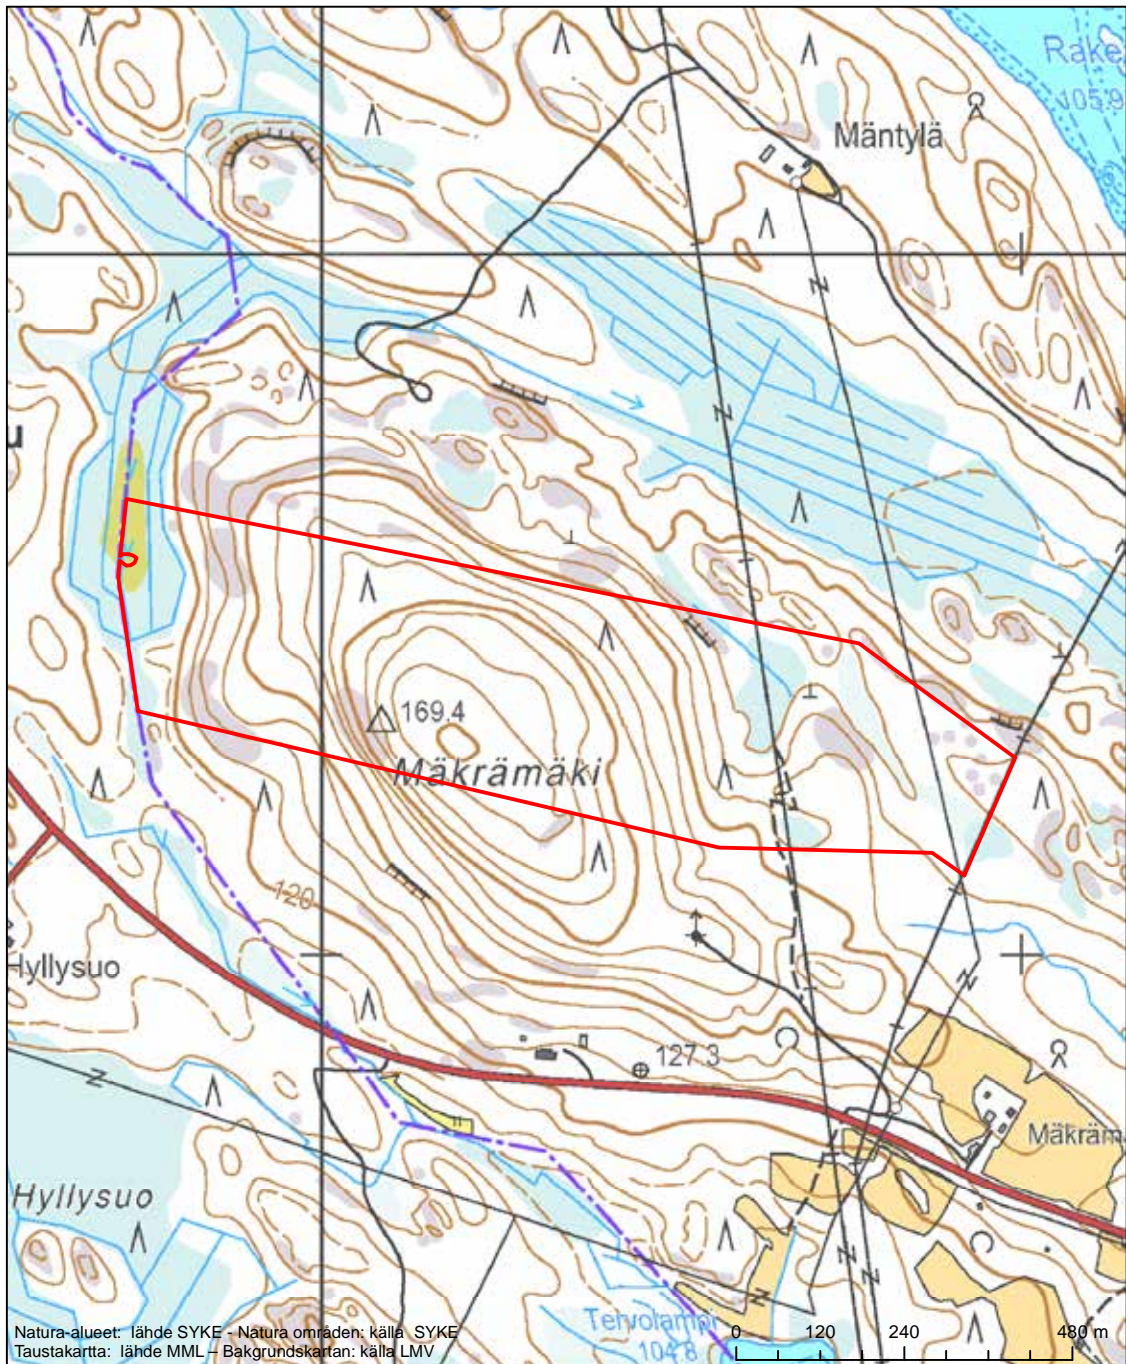 Rake
105.9
Mäntylä
u
169.4
Mäkrämäki
120
Hyllysuo
127.3
Mäkräm
Hyllysuo
Tervolampi
104.8
Natura-alueet: lähde SYKE - Natura områden: källa SYKE
Taustakartta: lähde MML – Bakgrundskartan: källa LMV
0 120 240 480 m